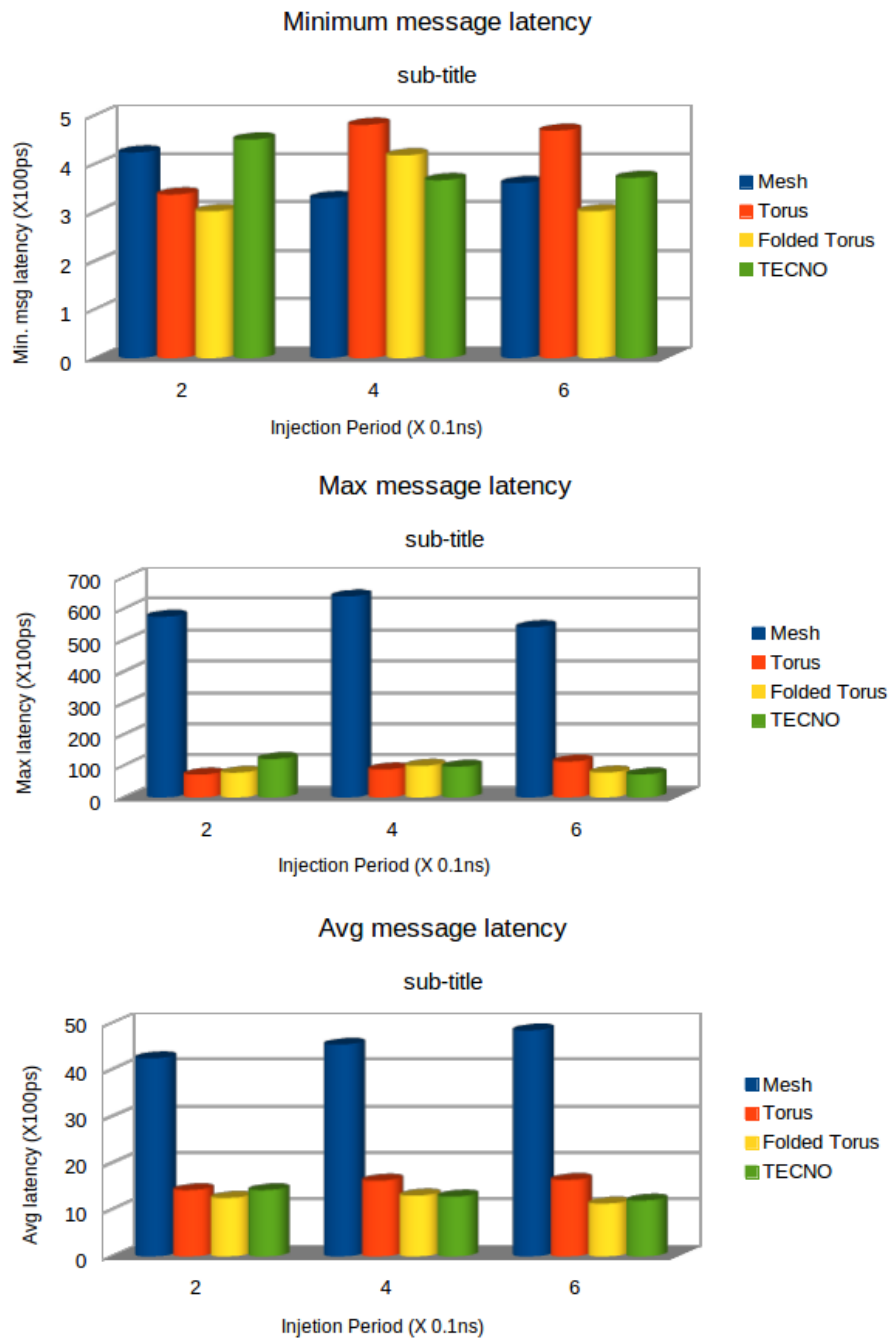 Minimum message latency
sub-title
5
4
3
2
1
0
Min. msg latency (X100ps)
2
4
6
Injection Period (X 0.1ns)
Mesh
Torus
Folded Torus
TECNO
Max message latency
sub-title
700
600
500
400
300
200
100
0
Max latency (X100ps)
2
4
6
Injection Period (X 0.1ns)
Mesh
Torus
Folded Torus
TECNO
Avg message latency
sub-title
50
40
30
20
10
0
Avg latency (X100ps)
2
4
6
Injetion Period (X 0.1ns)
Mesh
Torus
Folded Torus
TECNO